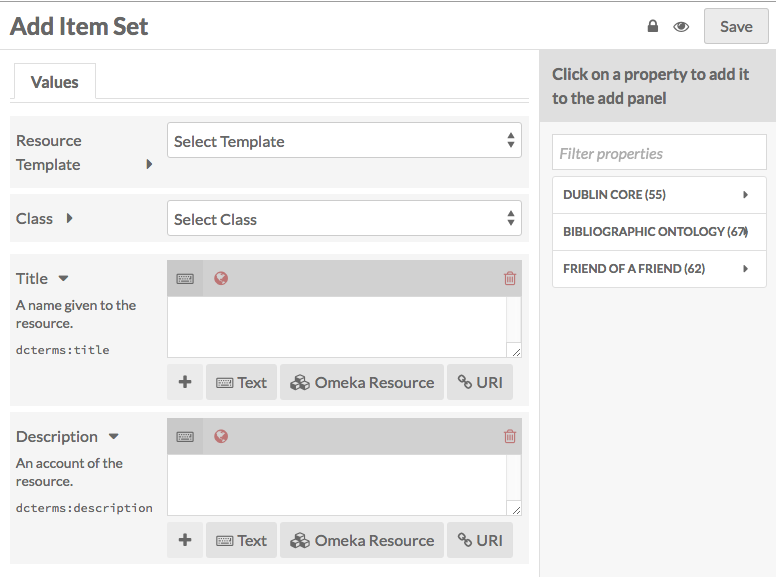 Add Item Set
Save
Values
Resource
Template
Select Template
Class
Select Class
Title
A name given to the
resource.
dcterms:title
Text
Omeka Resource
URI
Description
An account of the
resource.
dcterms:description
Text
Omeka Resource
URI
Click on a property to add it
to the add panel
Filter properties
DUBLIN CORE (55)
BIBLIOGRAPHIC ONTOLOGY (67)
FRIEND OF A FRIEND (62)